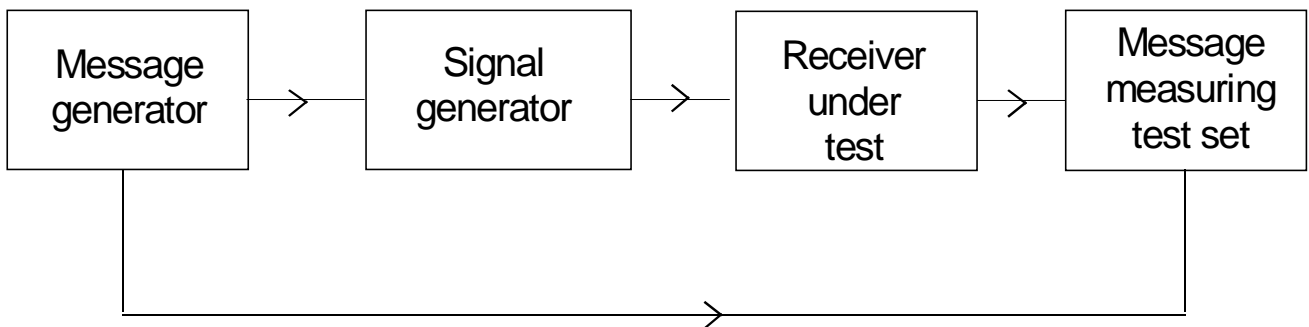 Message
generator
Signal
generator
Receiver
under
test
Message
measuring
test set